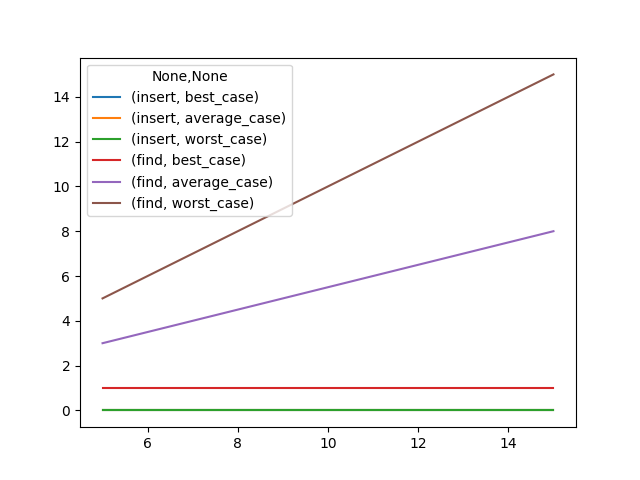 None,None
(insert, best_case)
(insert, average_case)
(insert, worst_case)
(find, best_case)
(find, average_case)
(find, worst_case)
14
12
10
8
6
4
2
0
6 8 10 12 14